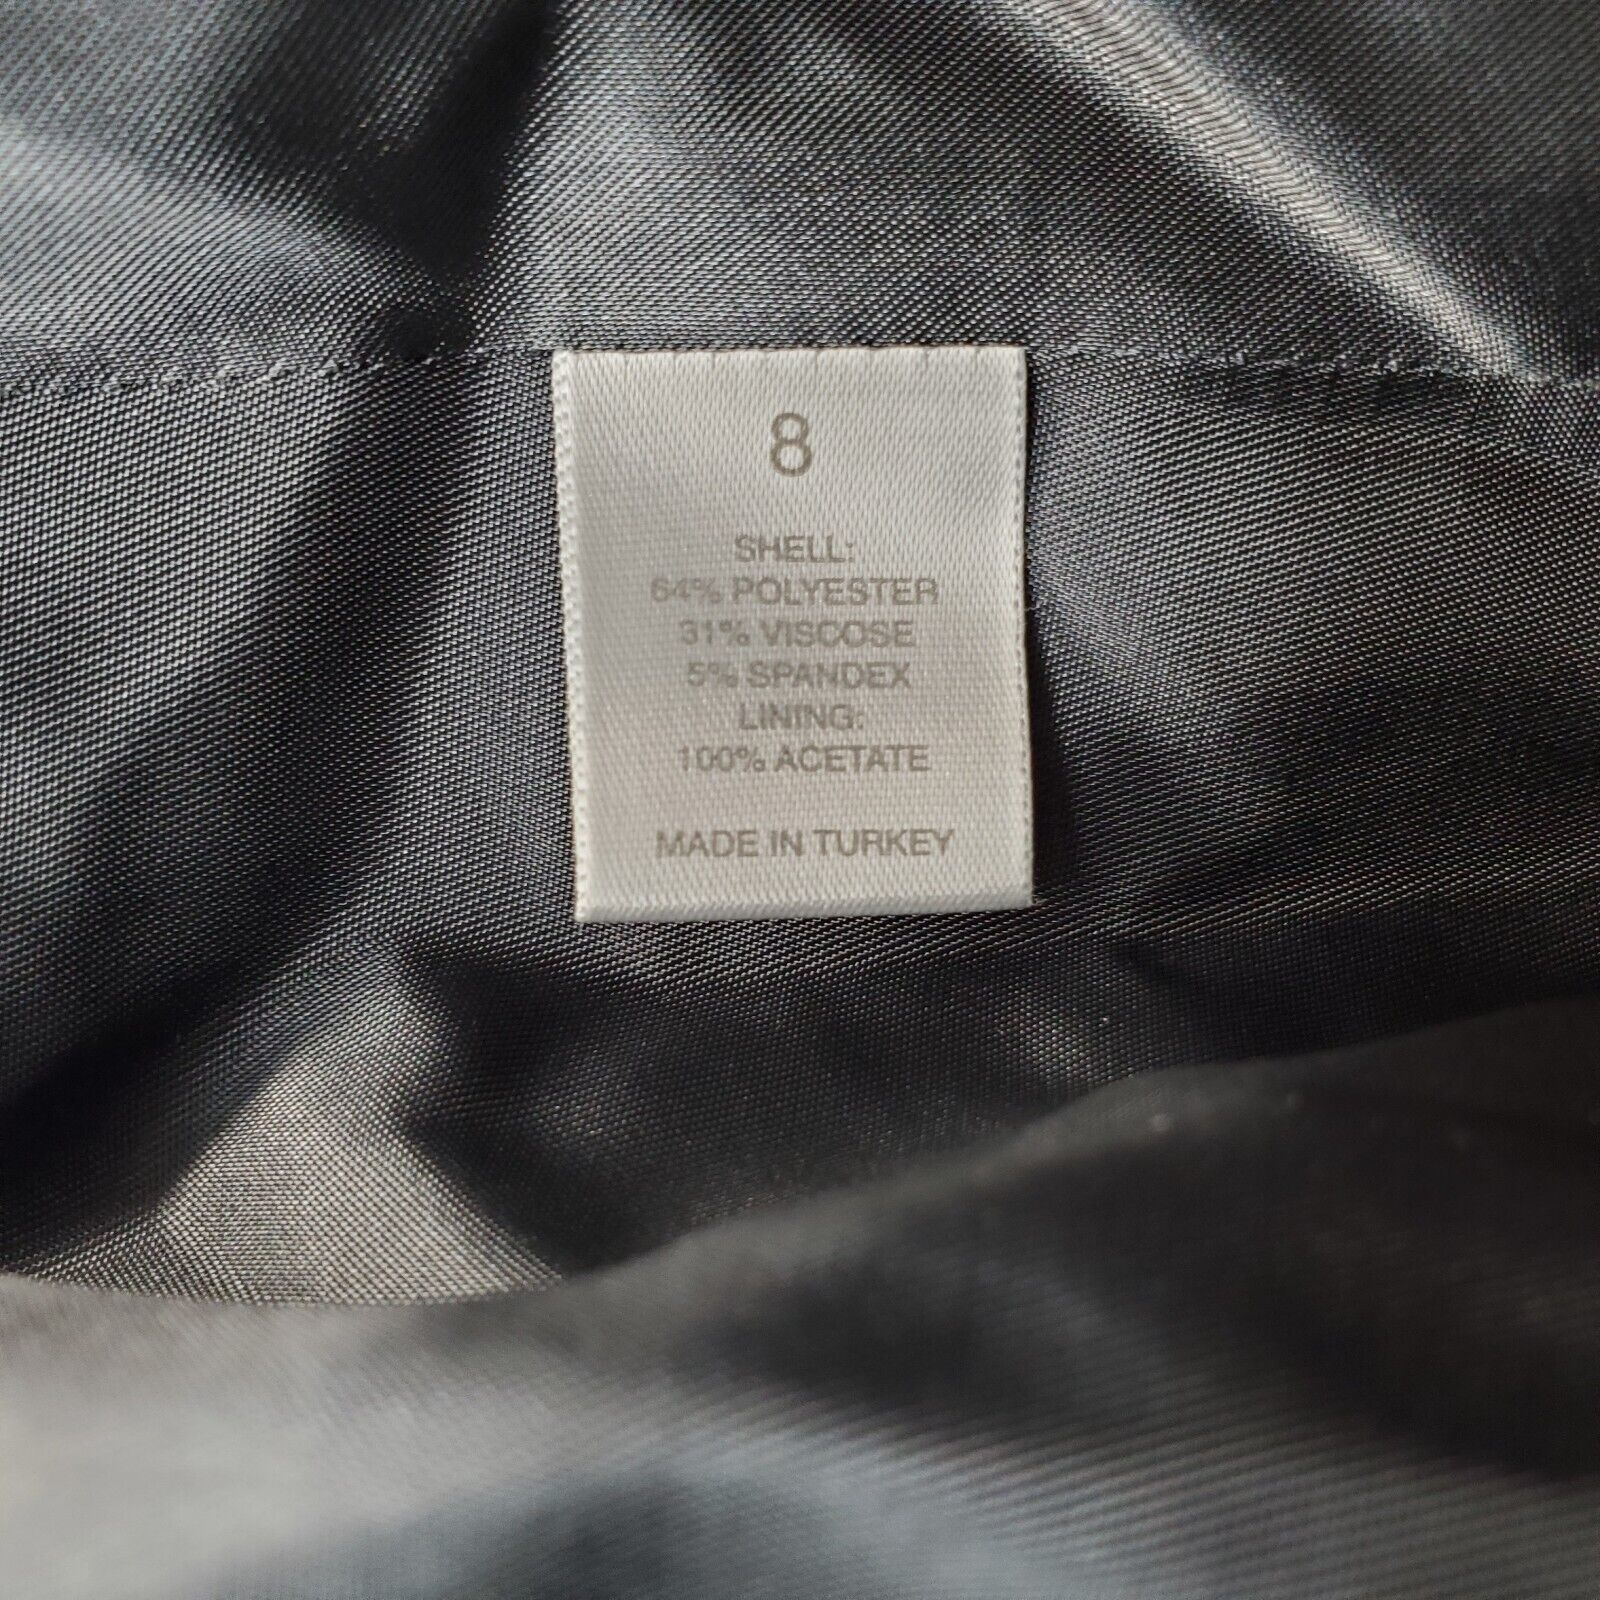 8
SHELL:
64% POLYESTER
31% VISCOSE
5% SPANDEX
LINING:
100% ACETATE
MADE IN TURKEY